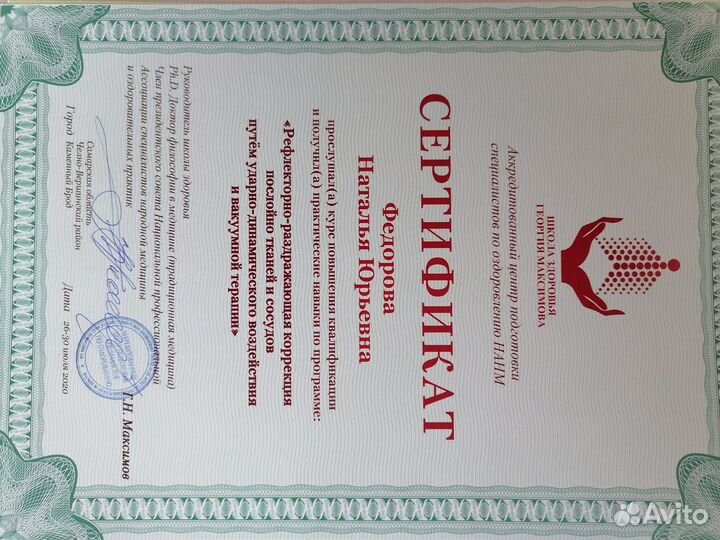 ШКОЛА ЗДОРОВЬЯ
ГЕОРГИЯ МАКСИМОВА
Аккредитованный центр подготовки
специалистов по оздоровлению НАНМ
СЕРТИФИКАТ
Федорова
Наталья Юрьевна
прослушал(а) курс повышения квалификации
и получил(а) практические навыки по программе:
«Рефлекторно-раздражающая коррекция
послойно тканей и сосудов
путём ударно-динамического воздействия
и вакуумной терапии»
Руководитель школы здоровья
Ph.D. Доктор философии в медицине (традиционная медицина)
Член президентского совета Национальной профессиональной
Ассоциации специалистов народной медицины
и оздоровительных практик
Г.Н. Максимов
Самарская область
Челно-Вершинский район
Город Каменный Брод
Дата 26-30 июля 2020
Avito